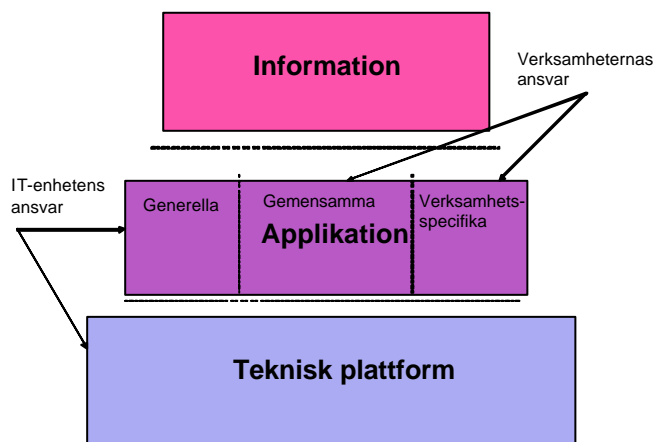 Information
Verksamheternas
ansvar
IT-enhetens
ansvar
Generella
Gemensamma
Verksamhets-
specifika
Applikation
Teknisk plattform